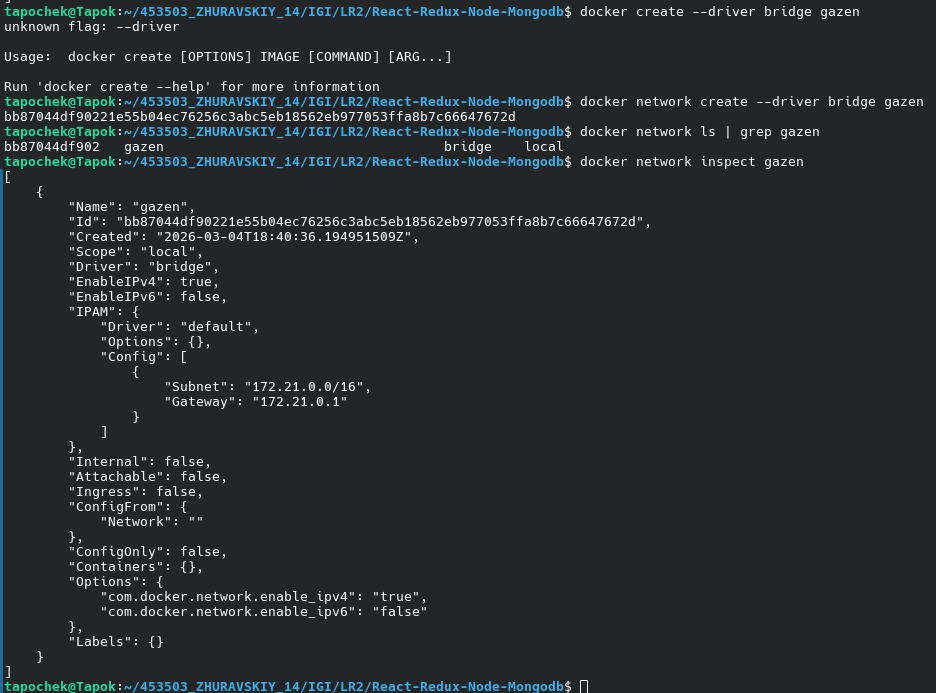 ]
tapochek@Tapok:~/453503_ZHURAVSKIY_14/IGI/LR2/React-Redux-Node-Mongodb$ docker create --driver bridge gazen
unknown flag: --driver

Usage:  docker create [OPTIONS] IMAGE [COMMAND] [ARG...]

Run 'docker create --help' for more information
tapochek@Tapok:~/453503_ZHURAVSKIY_14/IGI/LR2/React-Redux-Node-Mongodb$ docker network create --driver bridge gazen
bb87044df90221e55b04ec76256c3abc5eb18562eb977053ffa8b7c66647672d
tapochek@Tapok:~/453503_ZHURAVSKIY_14/IGI/LR2/React-Redux-Node-Mongodb$ docker network ls | grep gazen
bb87044df902   gazen                                   bridge    local
tapochek@Tapok:~/453503_ZHURAVSKIY_14/IGI/LR2/React-Redux-Node-Mongodb$ docker network inspect gazen
[
    {
        "Name": "gazen",
        "Id": "bb87044df90221e55b04ec76256c3abc5eb18562eb977053ffa8b7c66647672d",
        "Created": "2026-03-04T18:40:36.194951509Z",
        "Scope": "local",
        "Driver": "bridge",
        "EnableIPv4": true,
        "EnableIPv6": false,
        "IPAM": {
            "Driver": "default",
            "Options": {},
            "Config": [
                {
                    "Subnet": "172.21.0.0/16",
                    "Gateway": "172.21.0.1"
                }
            ]
        },
        "Internal": false,
        "Attachable": false,
        "Ingress": false,
        "ConfigFrom": {
            "Network": ""
        },
        "ConfigOnly": false,
        "Containers": {},
        "Options": {
            "com.docker.network.enable_ipv4": "true",
            "com.docker.network.enable_ipv6": "false"
        },
        "Labels": {}
    }
]
tapochek@Tapok:~/453503_ZHURAVSKIY_14/IGI/LR2/React-Redux-Node-Mongodb$